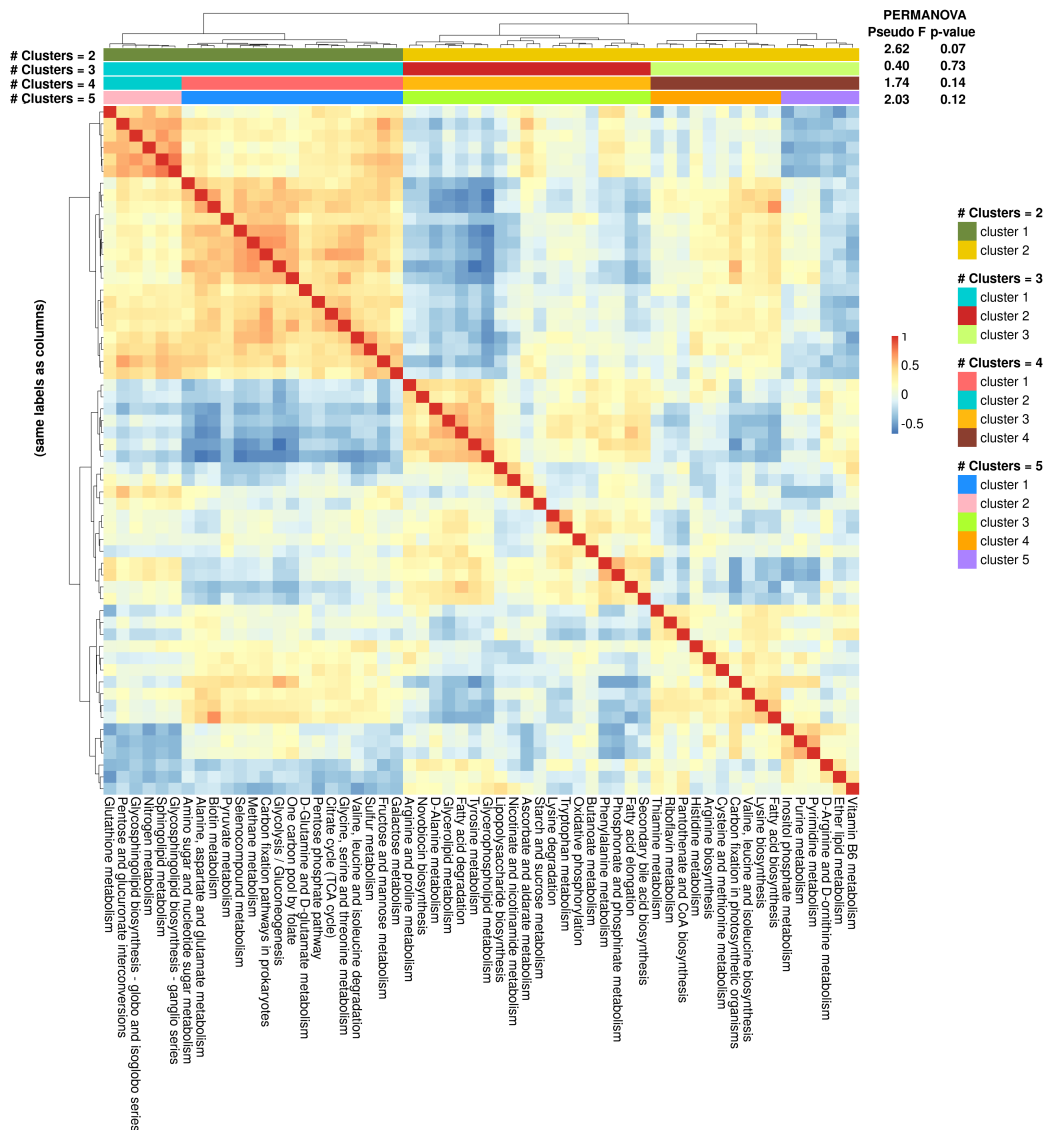 PERMANOVA
Pseudo F p-value
# Clusters = 2 2.62 0.07
# Clusters = 3 0.40 0.73
# Clusters = 4 1.74 0.14
# Clusters = 5 2.03 0.12
(same labels as columns)
# Clusters = 2
cluster 1
cluster 2
# Clusters = 3
cluster 1
cluster 2
cluster 3
# Clusters = 4
cluster 1
cluster 2
cluster 3
cluster 4
# Clusters = 5
cluster 1
cluster 2
cluster 3
cluster 4
cluster 5
1
0.5
0
-0.5
Glutathione metabolism
Pentose and glucuronate interconversions
Glycosphingolipid biosynthesis - globo and isoglobo series
Nitrogen metabolism
Sphingolipid metabolism
Glycosphingolipid biosynthesis - ganglio series
Amino sugar and nucleotide sugar metabolism
Alanine, aspartate and glutamate metabolism
Biotin metabolism
Pyruvate metabolism
Selenocompound metabolism
Methane metabolism
Carbon fixation pathways in prokaryotes
Glycolysis / Gluconeogenesis
One carbon pool by folate
D-Glutamine and D-glutamate metabolism
Pentose phosphate pathway
Citrate cycle (TCA cycle)
Glycine, serine and threonine metabolism
Valine, leucine and isoleucine degradation
Sulfur metabolism
Fructose and mannose metabolism
Galactose metabolism
Arginine and proline metabolism
Novobiocin biosynthesis
D-Alanine metabolism
Glycerolipid metabolism
Fatty acid degradation
Tyrosine metabolism
Glycerophospholipid metabolism
Lipopolysaccharide biosynthesis
Nicotinate and nicotinamide metabolism
Ascorbate and aldarate metabolism
Starch and sucrose metabolism
Lysine degradation
Tryptophan metabolism
Oxidative phosphorylation
Butanoate metabolism
Phenylalanine metabolism
Phosphonate and phosphinate metabolism
Fatty acid elongation
Secondary bile acid biosynthesis
Thiamine metabolism
Riboflavin metabolism
Pantothenate and CoA biosynthesis
Histidine metabolism
Arginine biosynthesis
Cysteine and methionine metabolism
Carbon fixation in photosynthetic organisms
Valine, leucine and isoleucine biosynthesis
Lysine biosynthesis
Fatty acid biosynthesis
Inositol phosphate metabolism
Purine metabolism
Pyrimidine metabolism
D-Arginine and D-ornithine metabolism
Ether lipid metabolism
Vitamin B6 metabolism